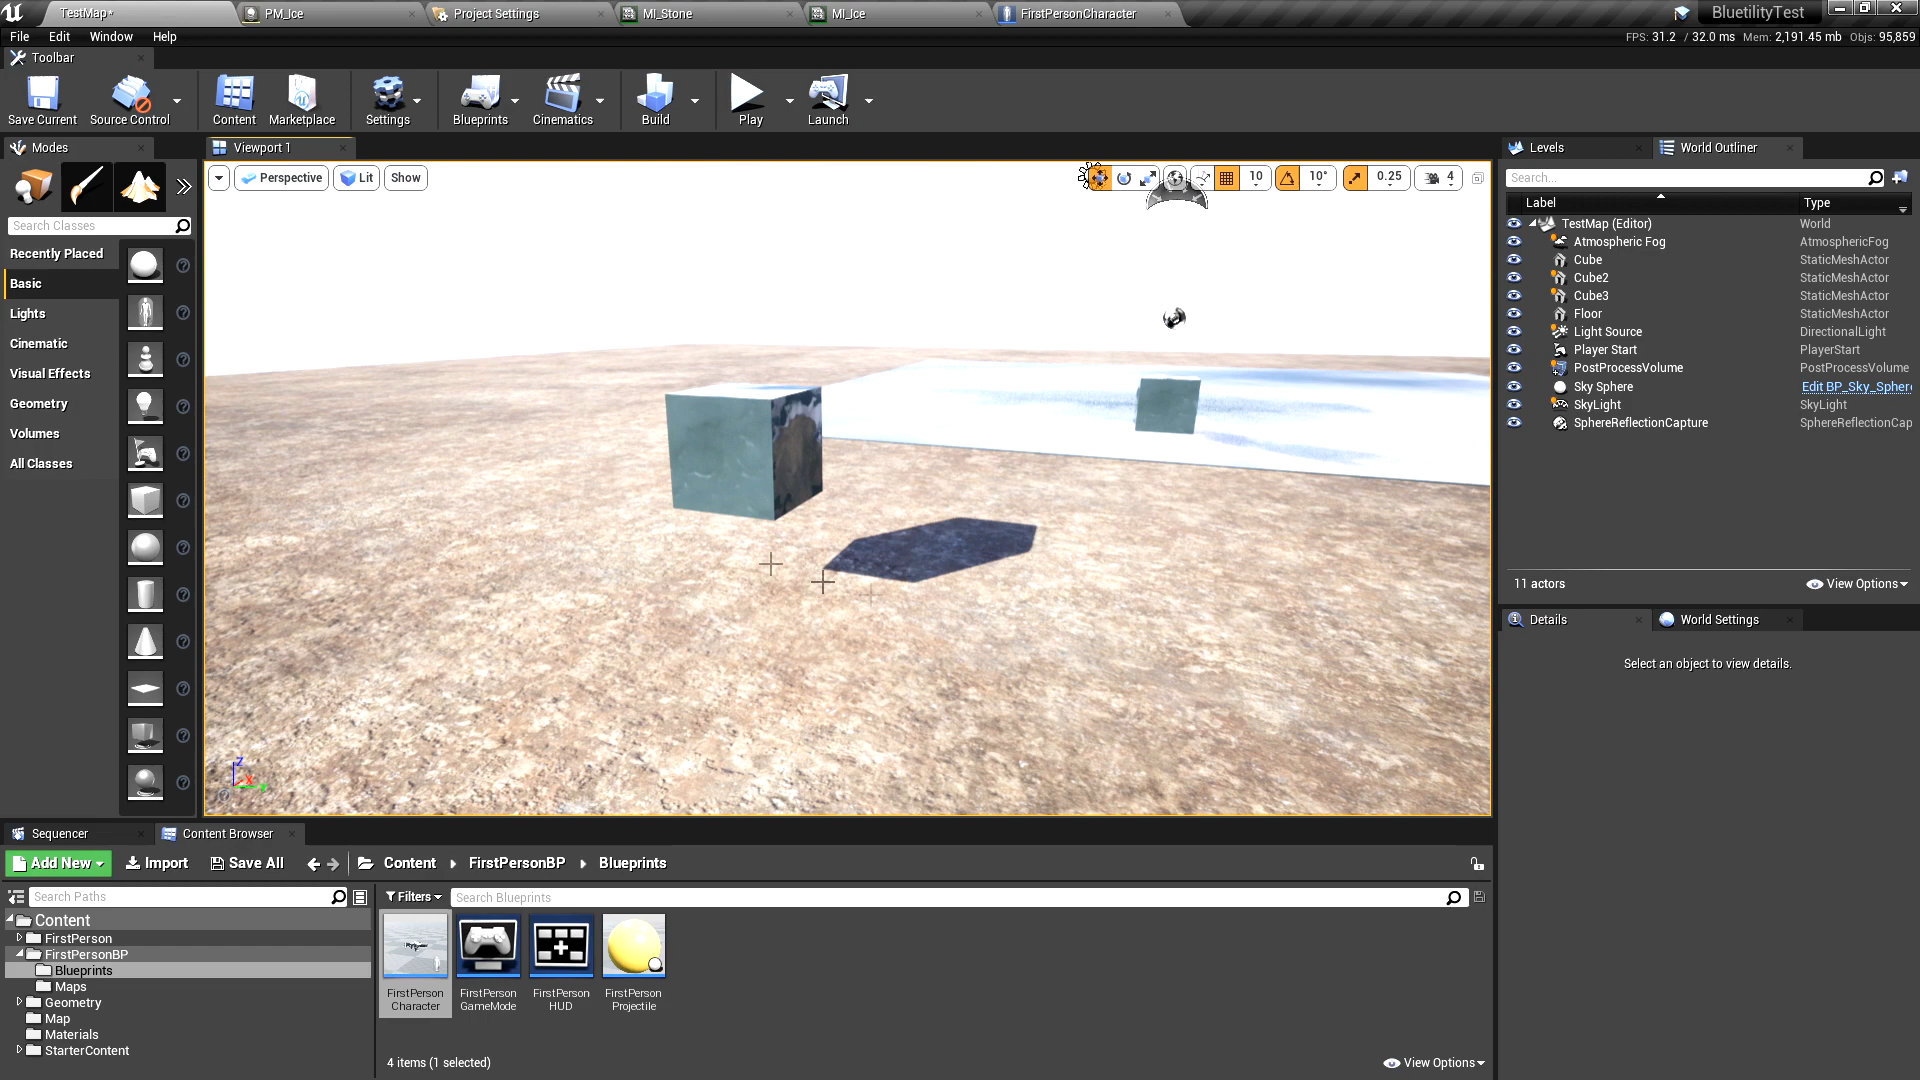 TestMap*
PM_Ice
Project Settings
MI_Stone
MI_Ice
FirstPersonCharacter
BluetilityTest
File Edit Window Help
FPS: 31.2 / 32.0 ms Mem: 2,191.45 mb Objs: 95,859
Toolbar
Save Current
Source Control
Content
Marketplace
Settings
Blueprints
Cinematics
Build
Play
Launch
Modes
Viewport 1
Levels
World Outliner
Perspective Lit Show
10 10° 0.25 4
Search...
Label Type
Search Classes
Recently Placed
Basic
Lights
Cinematic
Visual Effects
Geometry
Volumes
All Classes
TestMap (Editor) World
Atmospheric Fog AtmosphericFog
Cube StaticMeshActor
Cube2 StaticMeshActor
Cube3 StaticMeshActor
Floor StaticMeshActor
Light Source DirectionalLight
Player Start PlayerStart
PostProcessVolume PostProcessVolume
Sky Sphere Edit BP_Sky_Sphere
SkyLight SkyLight
SphereReflectionCapture SphereReflectionCap
11 actors View Options
Details World Settings
Select an object to view details.
Z
X
Y
Sequencer
Content Browser
Add New Import Save All Content FirstPersonBP Blueprints
Search Paths
Filters Search Blueprints
Content
FirstPerson
FirstPersonBP
Blueprints
Maps
Geometry
Map
Materials
StarterContent
FirstPerson
Character
FirstPerson
GameMode
FirstPerson
HUD
FirstPerson
Projectile
4 items (1 selected) View Options